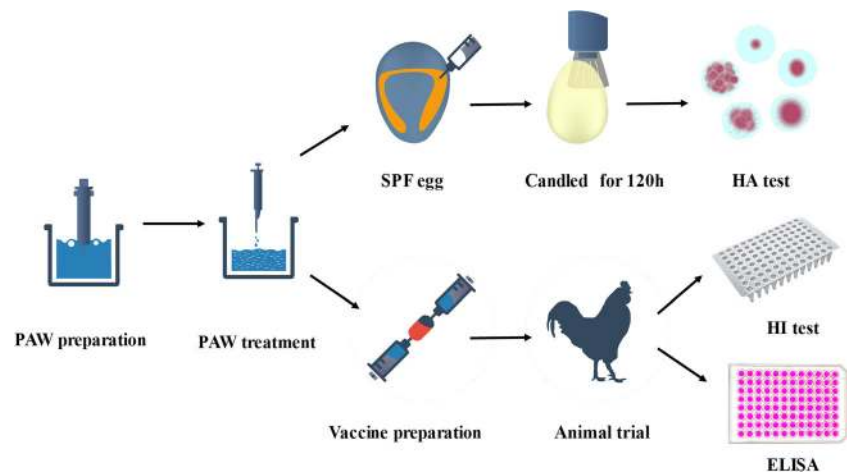 SPF egg
Candled for 120h
HA test
PAW preparation
PAW treatment
HI test
Vaccine preparation
Animal trial
ELISA